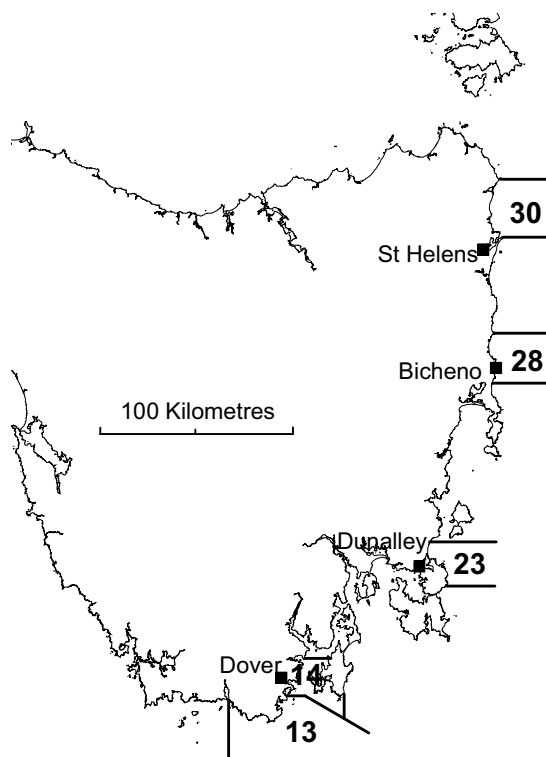 30
St Helens
28
Bicheno
100 Kilometres
Dunalley
23
Dover
14
13